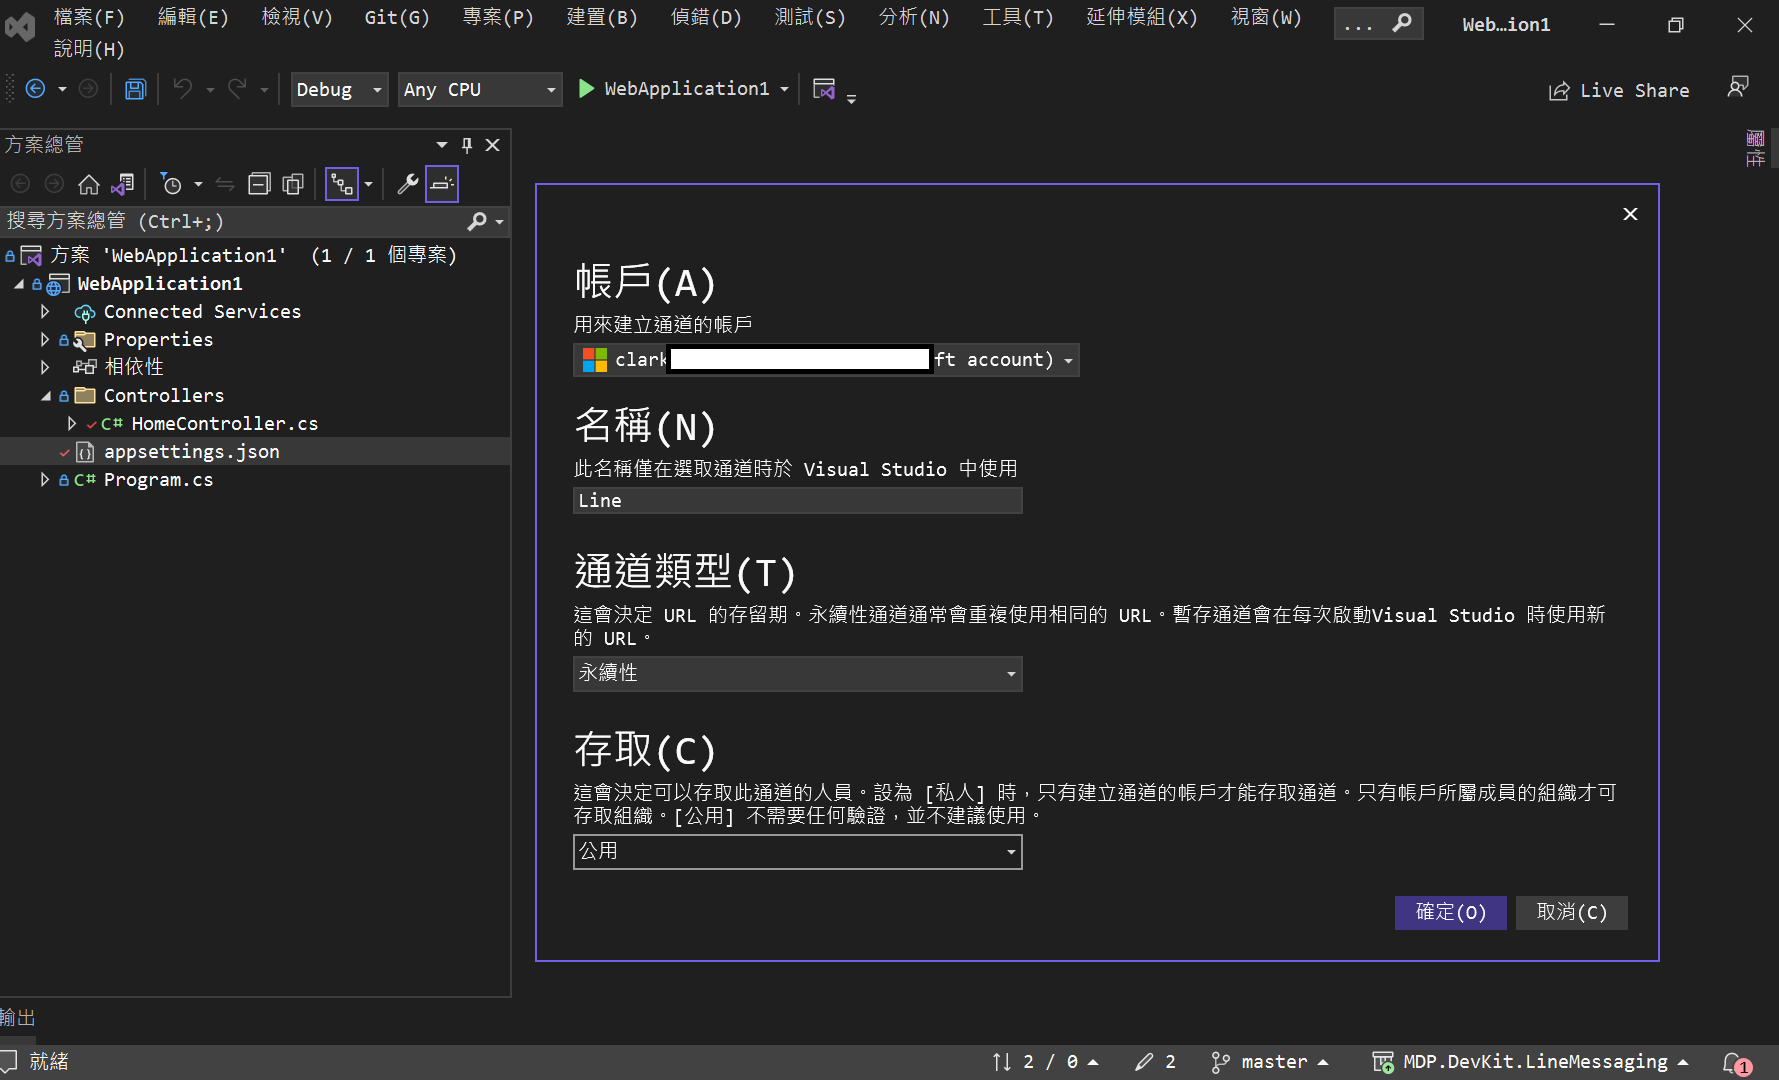 檔案(F) 編輯(E) 檢視(V) Git(G) 專案(P) 建置(B) 偵錯(D) 測試(S) 分析(N) 工具(T) 延伸模組(X) 視窗(W) ... Web…ion1
說明(H)
Debug Any CPU WebApplication1 Live Share
方案總管
屬性
搜尋方案總管 (Ctrl+;)
方案 'WebApplication1' (1 / 1 個專案)
WebApplication1
Connected Services
Properties
相依性
Controllers
C# HomeController.cs
appsettings.json
C# Program.cs
帳戶(A)
用來建立通道的帳戶
clark ft account)
名稱(N)
此名稱僅在選取通道時於 Visual Studio 中使用
Line
通道類型(T)
這會決定 URL 的存留期。永續性通道通常會重複使用相同的 URL。暫存通道會在每次啟動Visual Studio 時使用新
的 URL。
永續性
存取(C)
這會決定可以存取此通道的人員。設為 [私人] 時，只有建立通道的帳戶才能存取通道。只有帳戶所屬成員的組織才可
存取組織。[公用] 不需要任何驗證，並不建議使用。
公用
確定(O) 取消(C)
輸出
就緒 2 / 0 2 master MDP.DevKit.LineMessaging 1